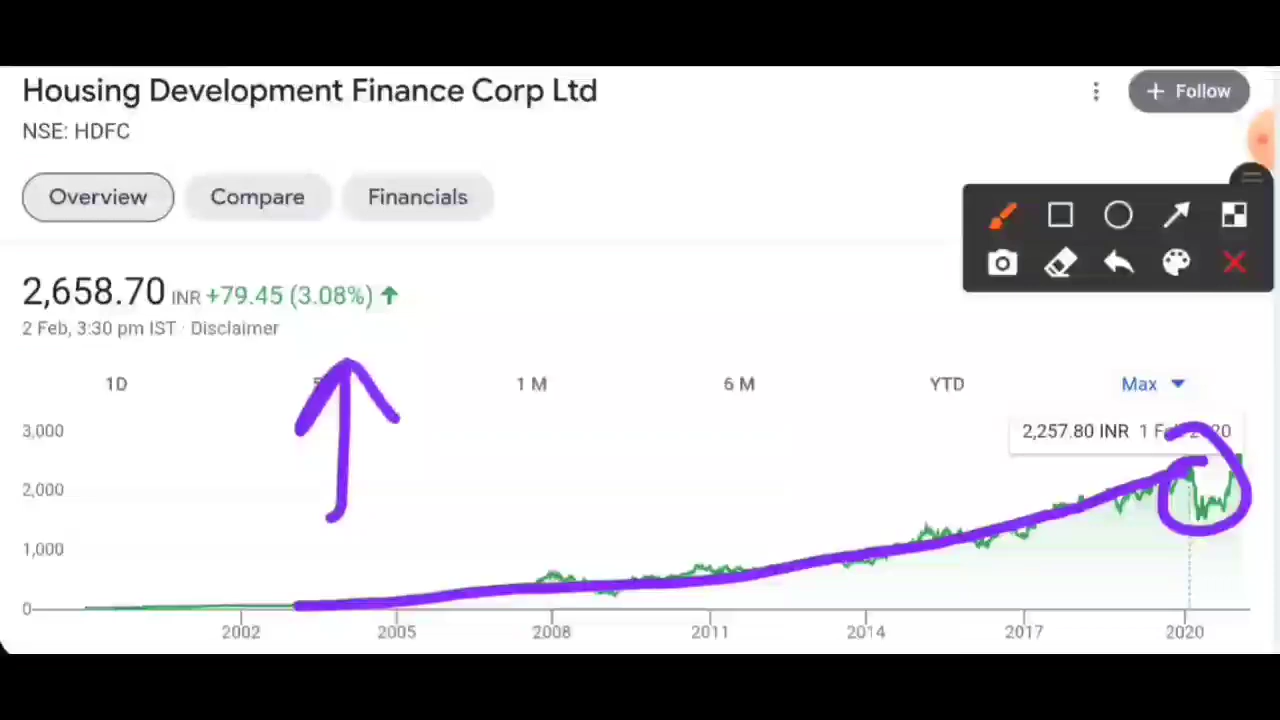 Housing Development Finance Corp Ltd
+ Follow
NSE: HDFC
Overview
Compare
Financials
2,658.70 INR +79.45 (3.08%)
2 Feb, 3:30 pm IST · Disclaimer
1D
1 M
6 M
YTD
Max
3,000
2,257.80 INR 1
2,000
1,000
0
2002
2005
2008
2011
2014
2017
2020